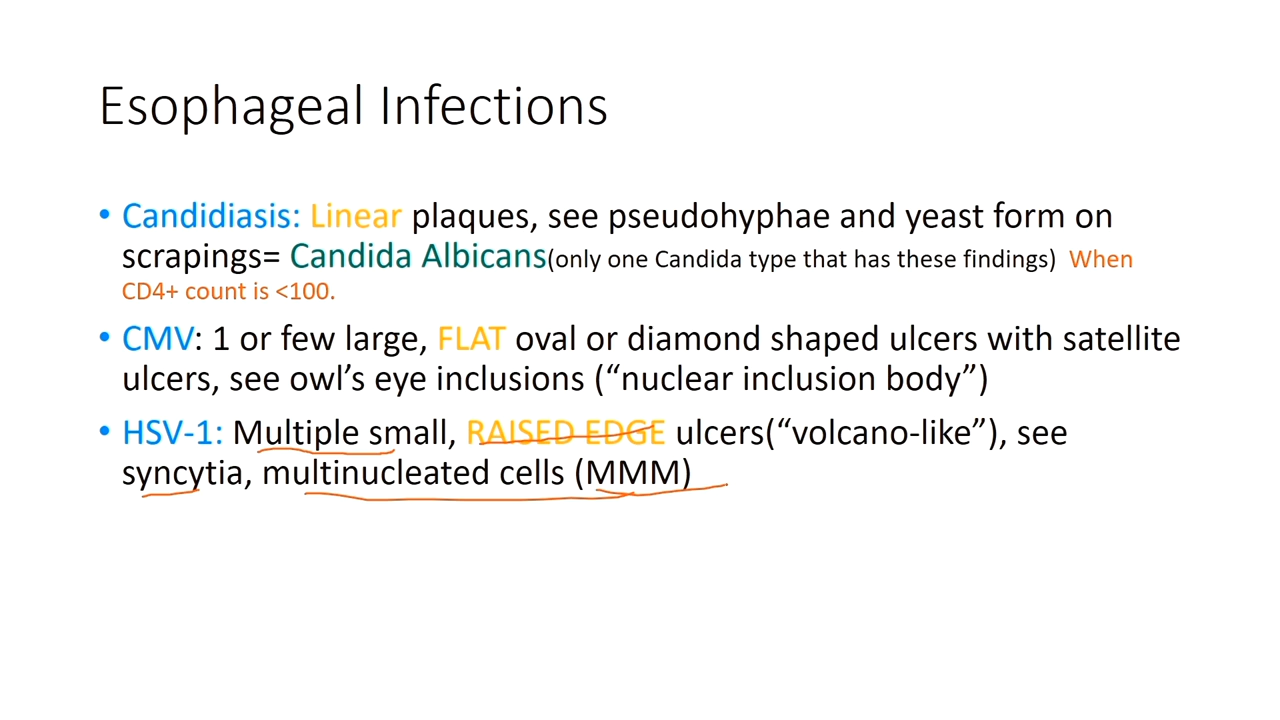 Esophageal Infections
• Candidiasis: Linear plaques, see pseudohyphae and yeast form on
scrapings= Candida Albicans(only one Candida type that has these findings) When
CD4+ count is <100.
• CMV: 1 or few large, FLAT oval or diamond shaped ulcers with satellite
ulcers, see owl’s eye inclusions (“nuclear inclusion body”)
• HSV-1: Multiple small, RAISED EDGE ulcers(“volcano-like”), see
syncytia, multinucleated cells (MMM)